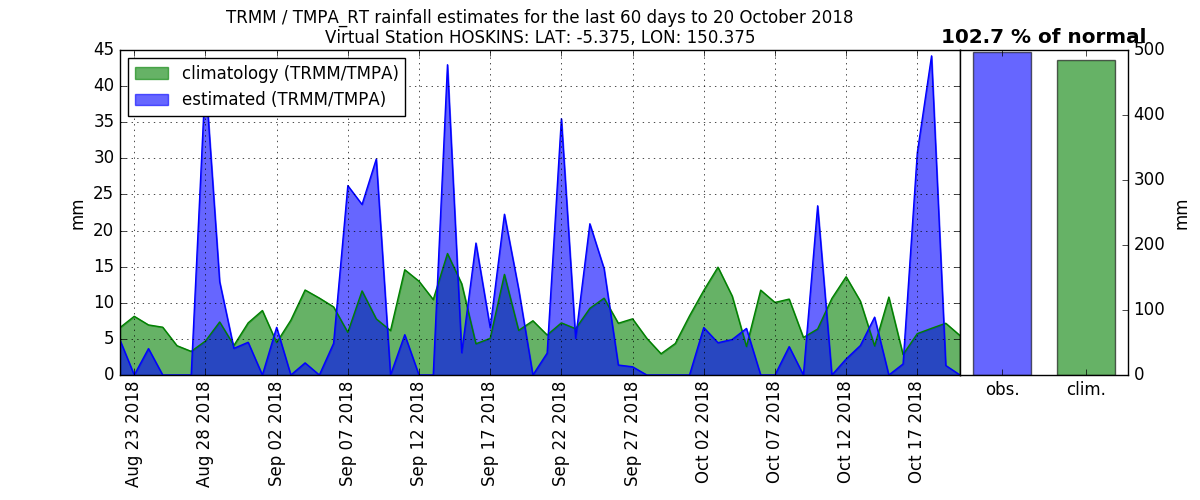 TRMM / TMPA_RT rainfall estimates for the last 60 days to 20 October 2018
Virtual Station HOSKINS: LAT: -5.375, LON: 150.375
102.7 % of normal
climatology (TRMM/TMPA)
estimated (TRMM/TMPA)
45
40
35
30
25
20
15
10
5
0
mm
Aug 23 2018
Aug 28 2018
Sep 02 2018
Sep 07 2018
Sep 12 2018
Sep 17 2018
Sep 22 2018
Sep 27 2018
Oct 02 2018
Oct 07 2018
Oct 12 2018
Oct 17 2018
obs.
clim.
500
400
300
200
100
0
mm